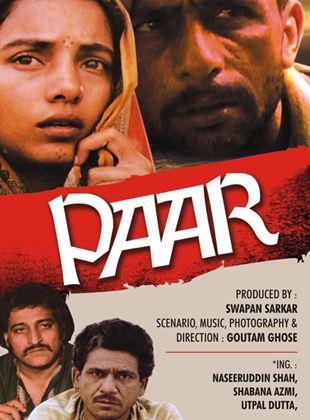 PAAR
PRODUCED BY :
SWAPAN SARKAR
SCENARIO, MUSIC, PHOTOGRAPHY &
DIRECTION : GOUTAM GHOSE
*ING. :
NASEERUDDIN SHAH,
SHABANA AZMI,
UTPAL DUTTA,